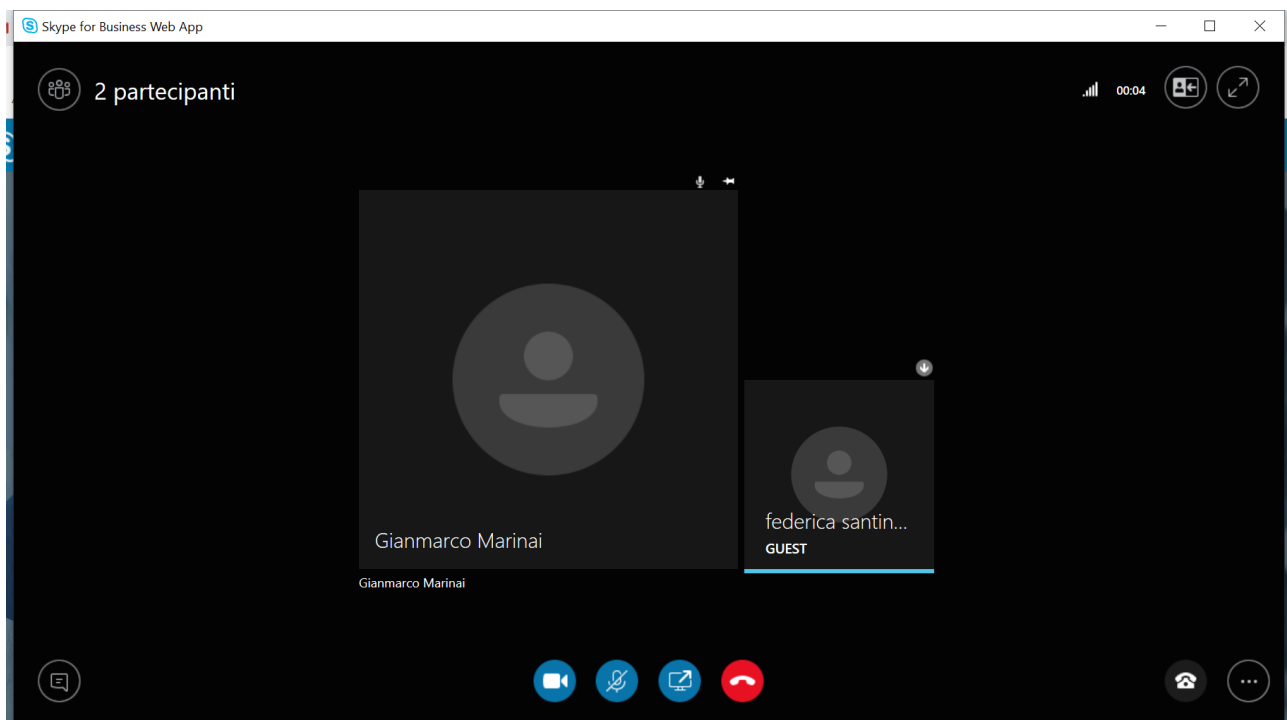 Skype for Business Web App
2 partecipanti
00:04
Gianmarco Marinai
federica santin...
GUEST
Gianmarco Marinai